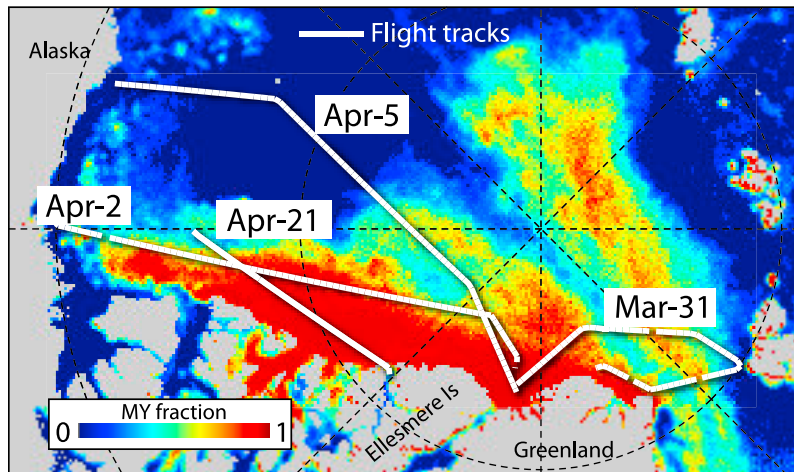 Alaska
Flight tracks
Apr-5
Apr-2
Apr-21
Mar-31
MY fraction
0
1
Ellesmere Is
Greenland